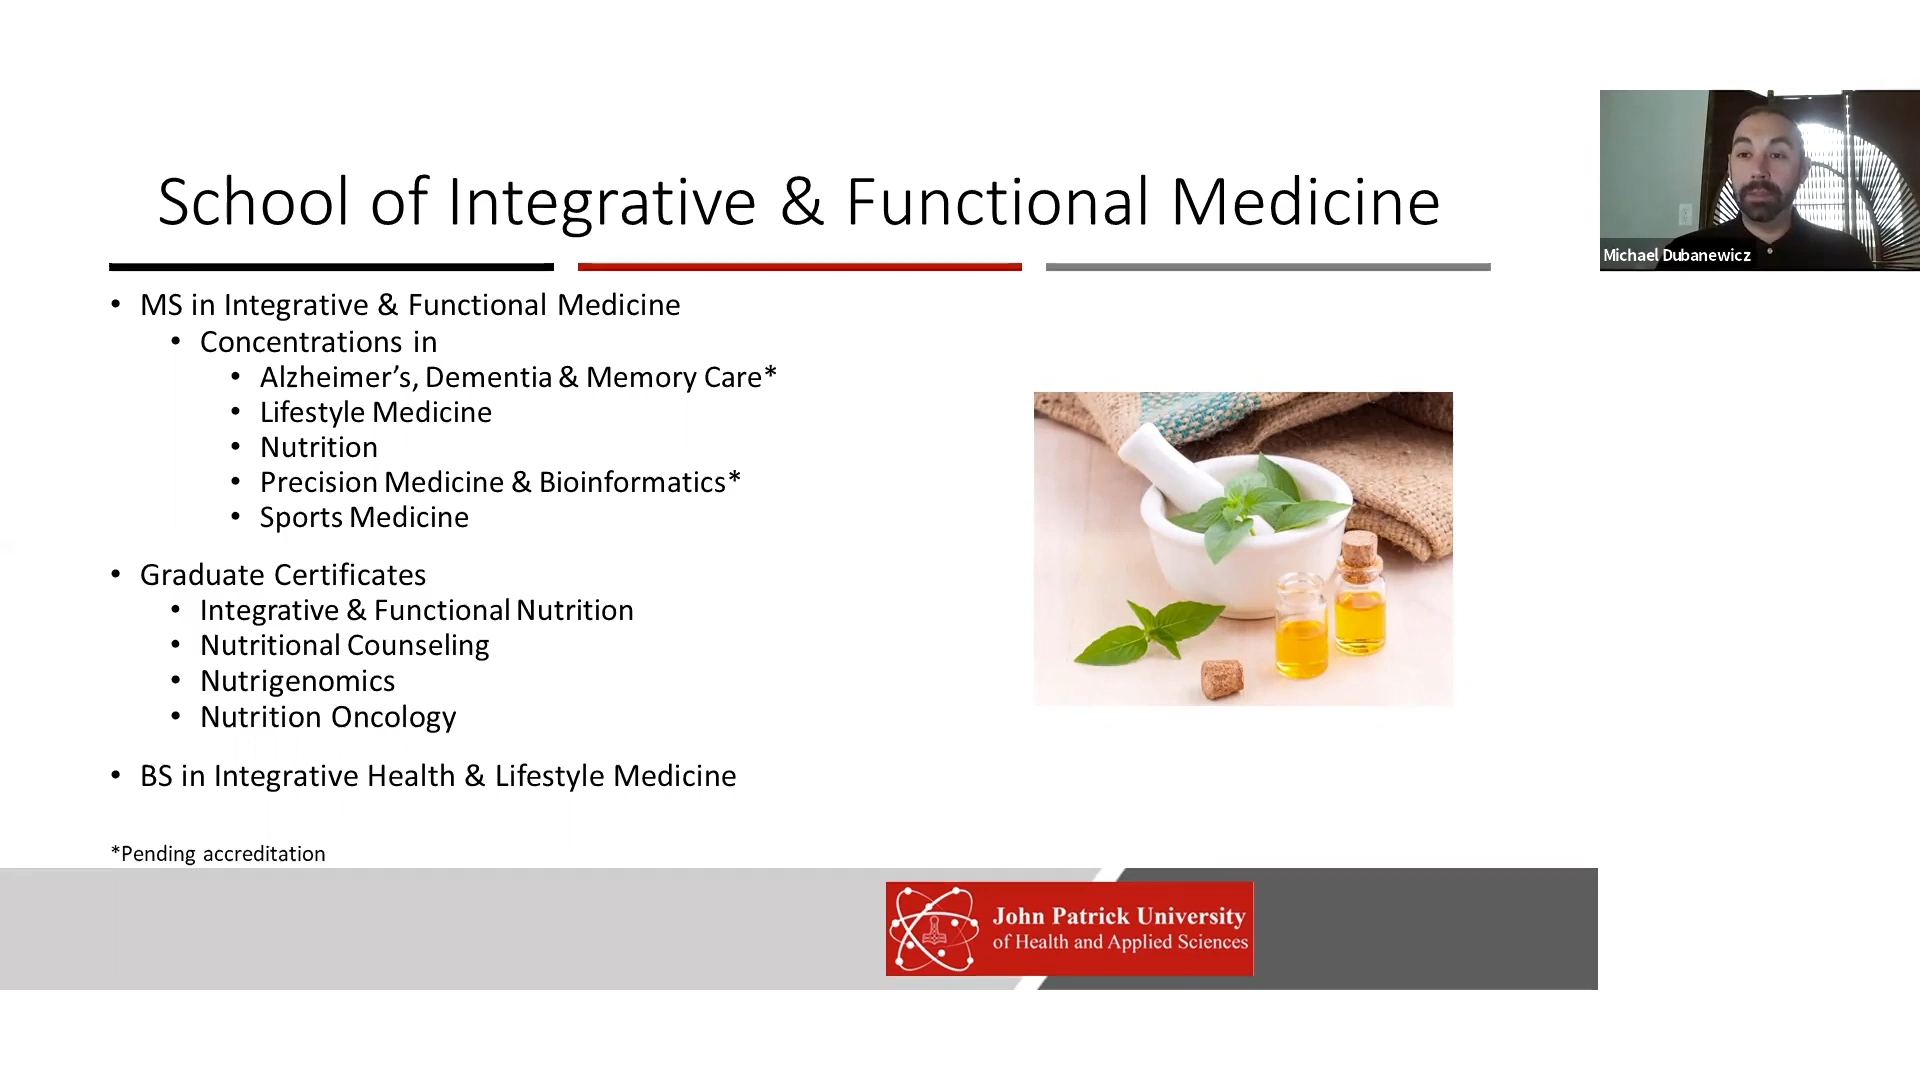 School of Integrative & Functional Medicine
Michael Dubanewicz
• MS in Integrative & Functional Medicine
• Concentrations in
• Alzheimer’s, Dementia & Memory Care*
• Lifestyle Medicine
• Nutrition
• Precision Medicine & Bioinformatics*
• Sports Medicine
• Graduate Certificates
• Integrative & Functional Nutrition
• Nutritional Counseling
• Nutrigenomics
• Nutrition Oncology
• BS in Integrative Health & Lifestyle Medicine
*Pending accreditation
John Patrick University
of Health and Applied Sciences